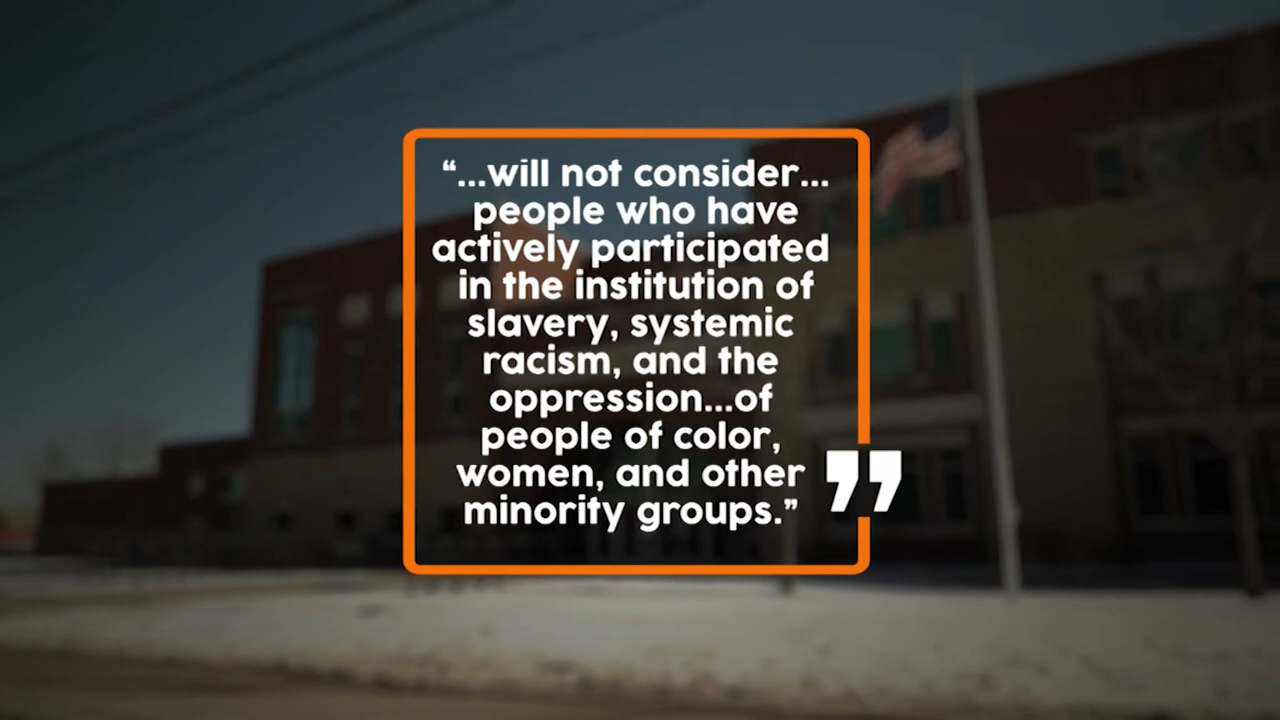 “...will not consider...
people who have
actively participated
in the institution of
slavery, systemic
racism, and the
oppression...of
people of color,
women, and other
minority groups.”
”